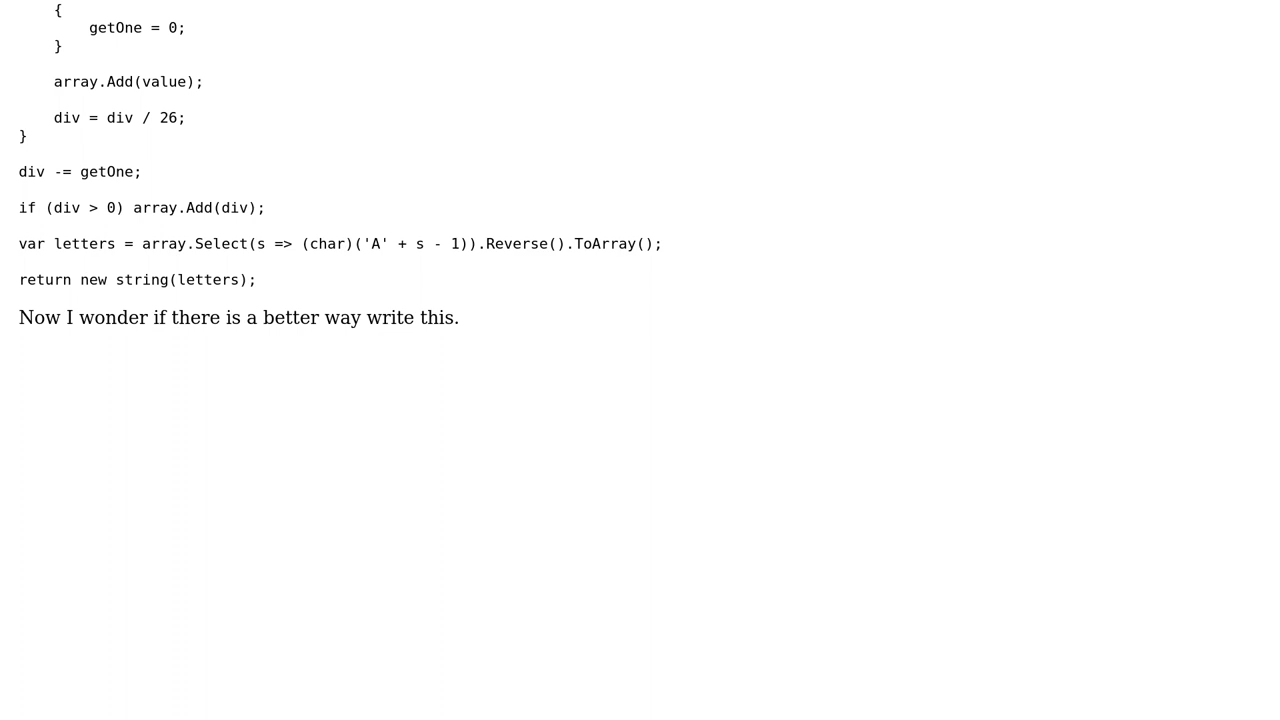 {
getOne = 0;
}
array.Add(value);
div = div / 26;
}
div -= getOne;
if (div > 0) array.Add(div);
var letters = array.Select(s => (char)('A' + s - 1)).Reverse().ToArray();
return new string(letters);
Now I wonder if there is a better way write this.